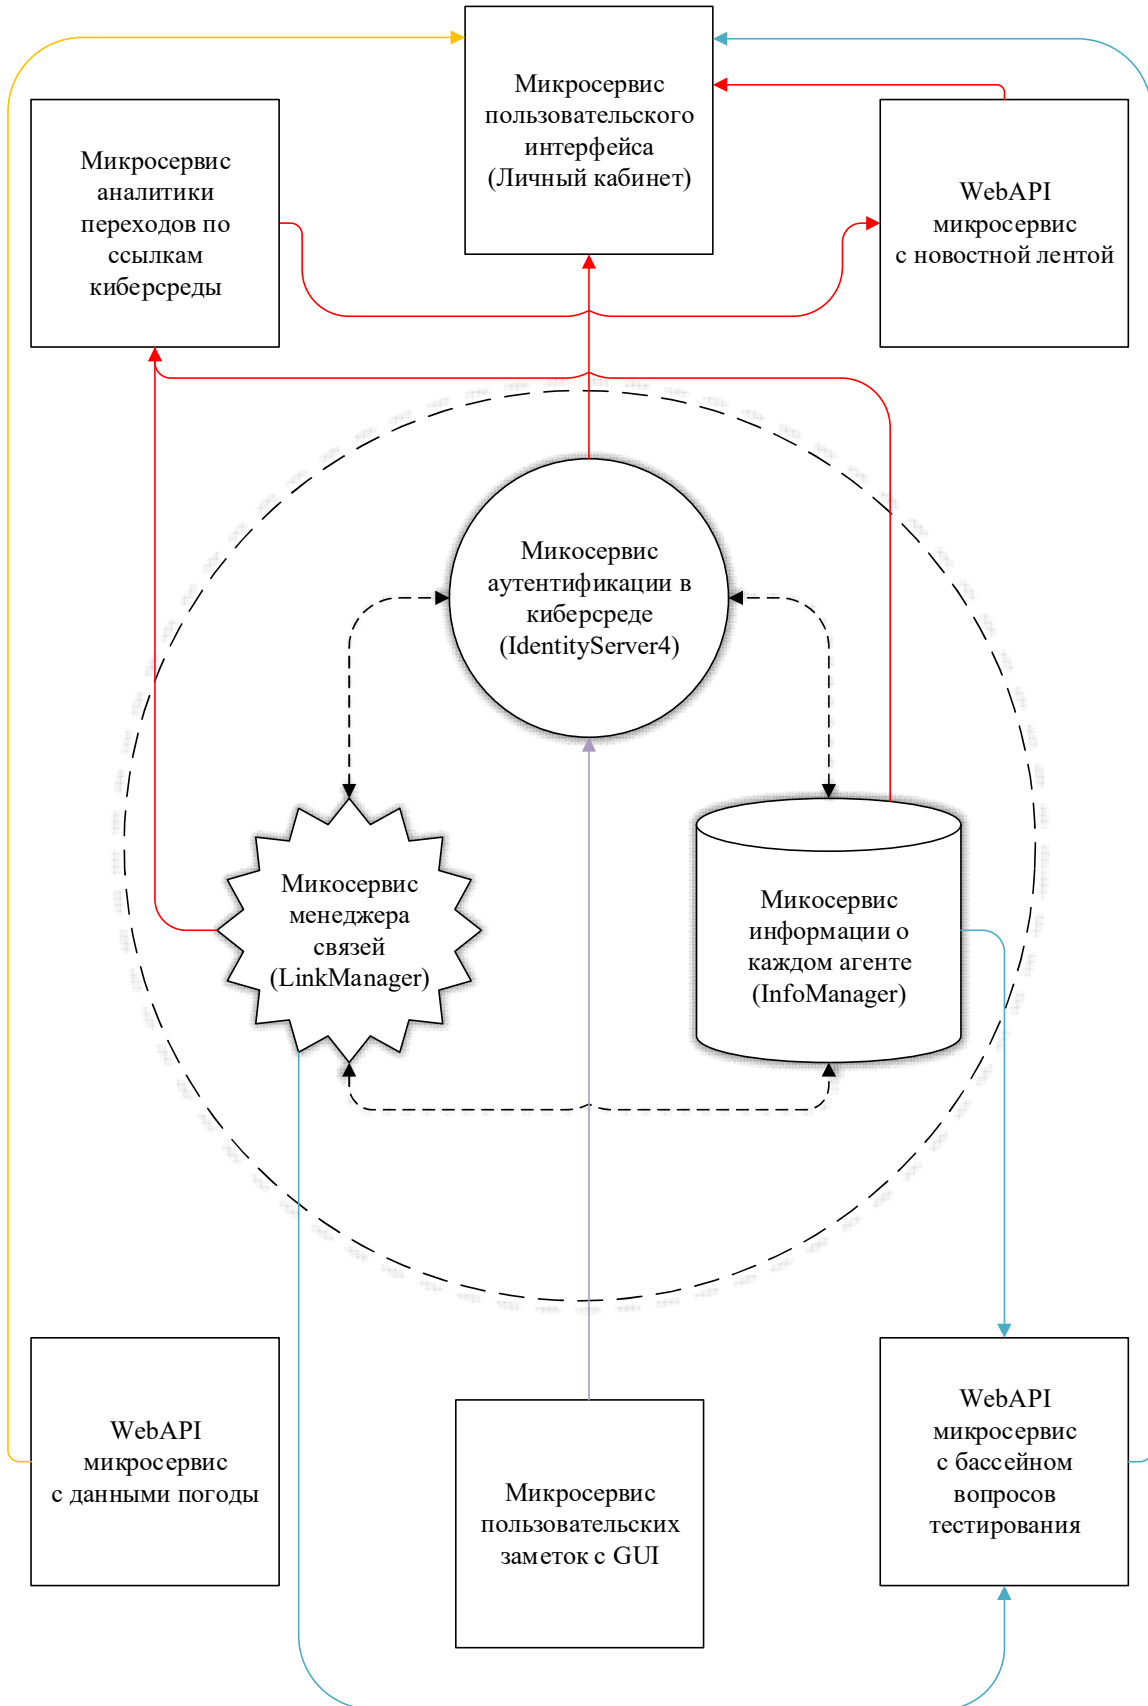 Микросервис
пользовательского
интерфейса
(Личный кабинет)
Микросервис
аналитики
переходов по
ссылкам
киберсреды
WebAPI
микросервис
с новостной лентой
Микосервис
аутентификации в
киберсреде
(IdentityServer4)
Микосервис
менеджера
связей
(LinkManager)
Микосервис
информации о
каждом агенте
(InfoManager)
WebAPI
микросервис
с данными погоды
Микросервис
пользовательских
заметок с GUI
WebAPI
микросервис
с бассейном
вопросов
тестирования